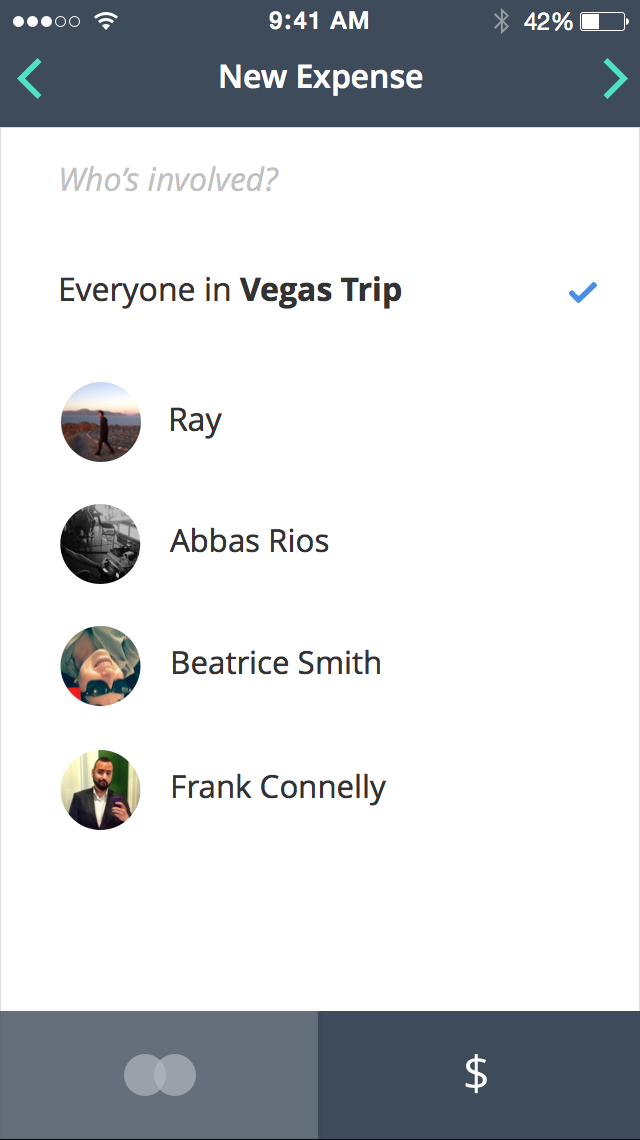 9:41 AM 42%
New Expense
Who's involved?
Everyone in Vegas Trip
Ray
Abbas Rios
Beatrice Smith
Frank Connelly
$